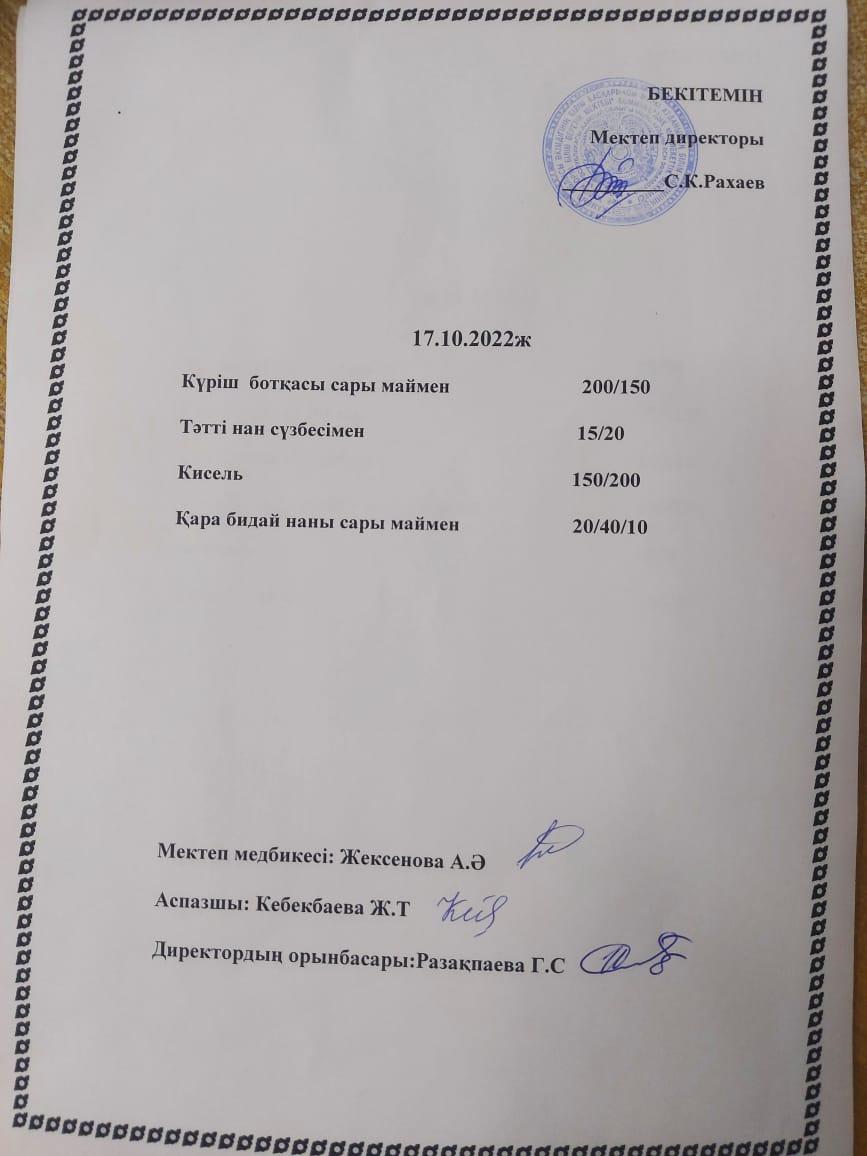 БЕКІТЕМІН
Мектеп директоры
С.К.Рахаев
17.10.2022ж
Күріш ботқасы сары маймен 200/150
Тәтті нан сүзбесімен 15/20
Кисель 150/200
Қара бидай наны сары маймен 20/40/10
Мектеп медбикесі: Жексенова А.Ә
Аспазшы: Кебекбаева Ж.Т
Директордың орынбасары:Разақпаева Г.С